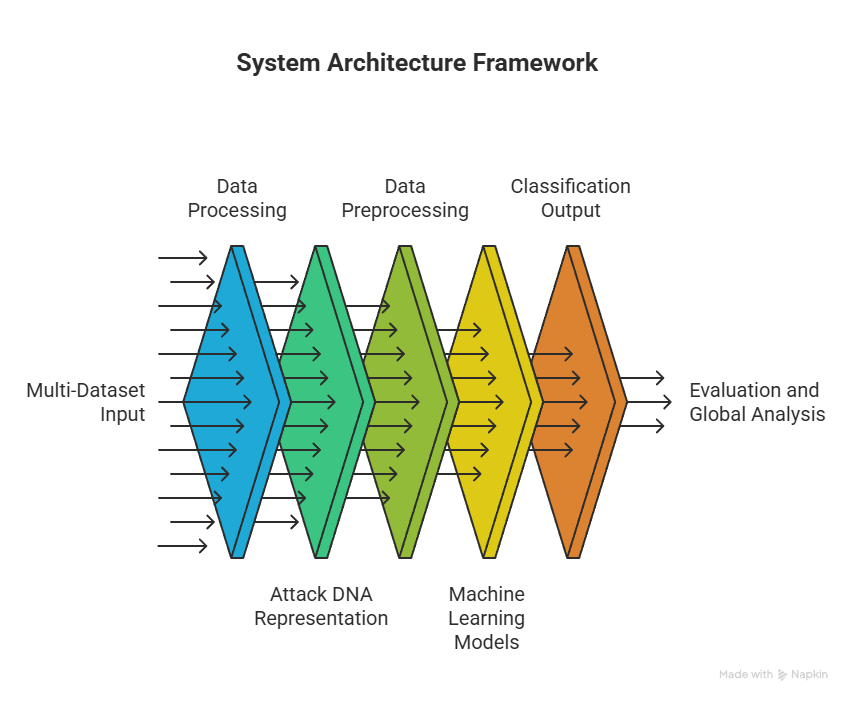 System Architecture Framework
Data
Processing
Data
Preprocessing
Classification
Output
Multi-Dataset
Input
Evaluation and
Global Analysis
Attack DNA
Representation
Machine
Learning
Models
Made with Napkin